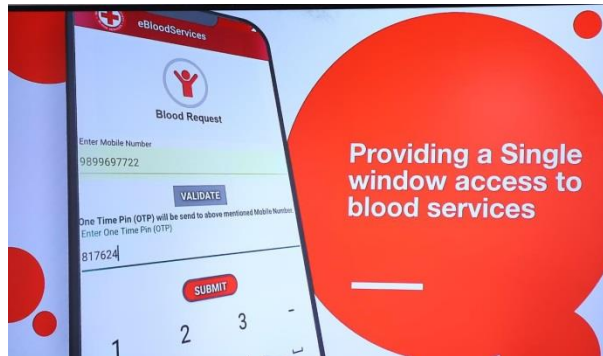 eBloodServices
Blood Request
Enter Mobile Number
9899697722
VALIDATE
One Time Pin (OTP) will be send to above mentioned Mobile Number
Enter One Time Pin (OTP)
817624
SUBMIT
1 2 3 -
Providing a Single
window access to
blood services